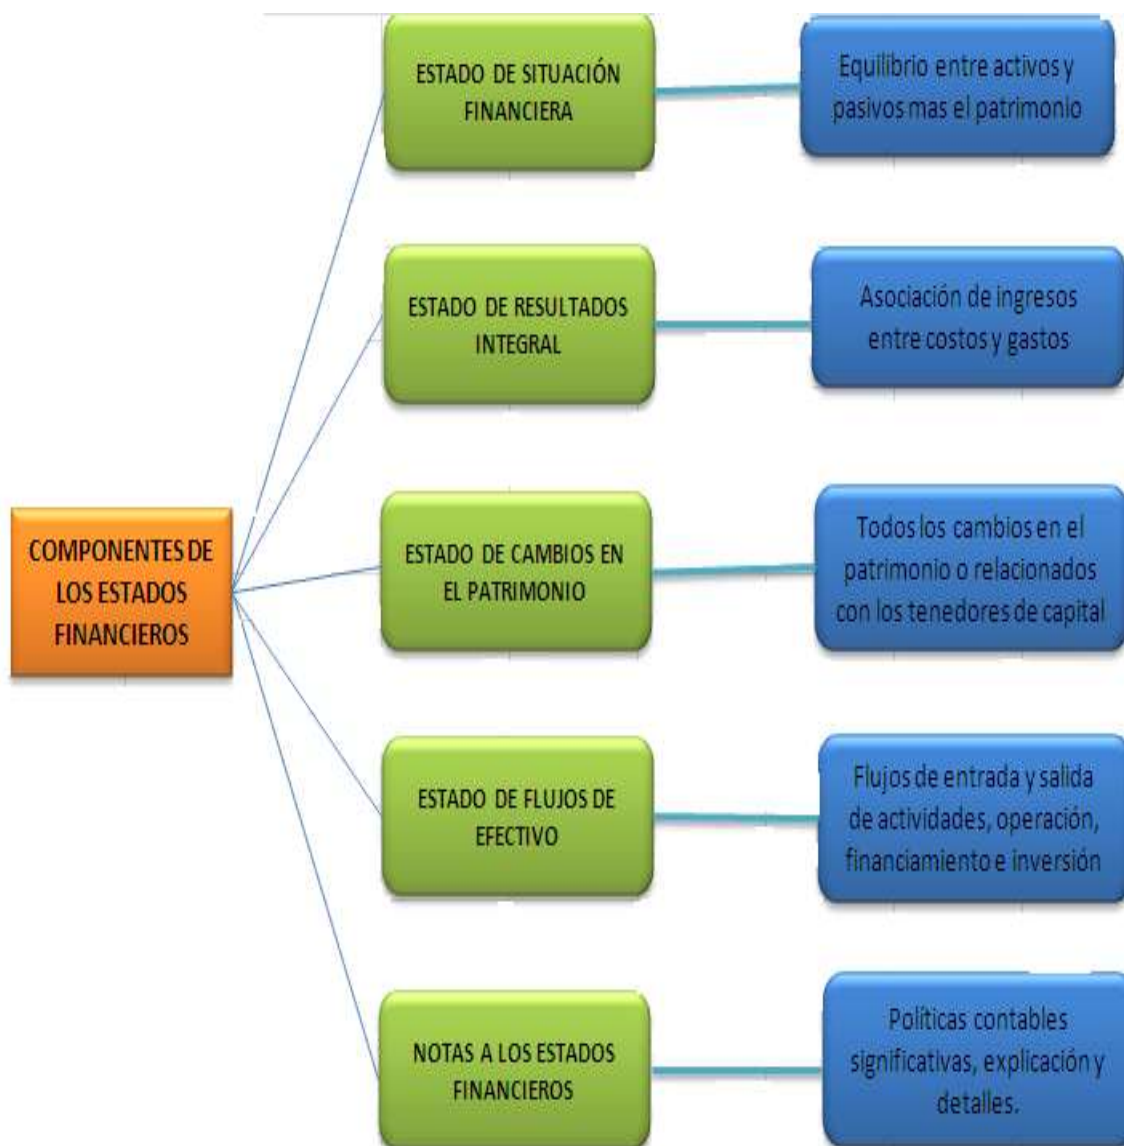 COMPONENTES DE
LOS ESTADOS
FINANCIEROS
ESTADO DE SITUACIÓN
FINANCIERA
Equilibrio entre activos y
pasivos mas el patrimonio
ESTADO DE RESULTADOS
INTEGRAL
Asociación de ingresos
entre costos y gastos
ESTADO DE CAMBIOS EN
EL PATRIMONIO
Todos los cambios en el
patrimonio o relacionados
con los tenedores de capital
ESTADO DE FLUJOS DE
EFECTIVO
Flujos de entrada y salida
de actividades, operación,
financiamiento e inversión
NOTAS A LOS ESTADOS
FINANCIEROS
Políticas contables
significativas, explicación y
detalles.